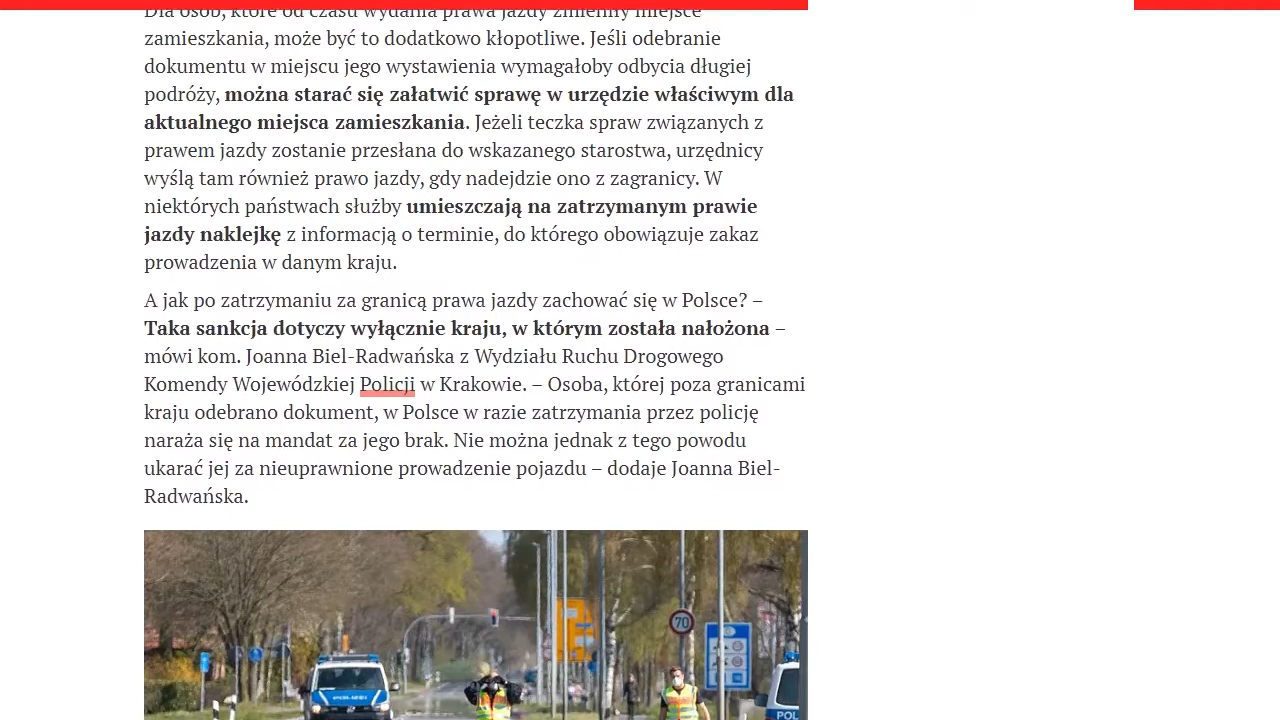 Dla osób, które od czasu wydania prawa jazdy zmieniły miejsce
zamieszkania, może być to dodatkowo kłopotliwe. Jeśli odebranie
dokumentu w miejscu jego wystawienia wymagałoby odbycia długiej
podróży, można starać się załatwić sprawę w urzędzie właściwym dla
aktualnego miejsca zamieszkania. Jeżeli teczka spraw związanych z
prawem jazdy zostanie przesłana do wskazanego starostwa, urzędnicy
wyślą tam również prawo jazdy, gdy nadejdzie ono z zagranicy. W
niektórych państwach służby umieszczają na zatrzymanym prawie
jazdy naklejkę z informacją o terminie, do którego obowiązuje zakaz
prowadzenia w danym kraju.
A jak po zatrzymaniu za granicą prawa jazdy zachować się w Polsce? –
Taka sankcja dotyczy wyłącznie kraju, w którym została nałożona –
mówi kom. Joanna Biel-Radwańska z Wydziału Ruchu Drogowego
Komendy Wojewódzkiej Policji w Krakowie. – Osoba, której poza granicami
kraju odebrano dokument, w Polsce w razie zatrzymania przez policję
naraża się na mandat za jego brak. Nie można jednak z tego powodu
ukarać jej za nieuprawnione prowadzenie pojazdu – dodaje Joanna Biel-
Radwańska.
70
POLIZEI
POL